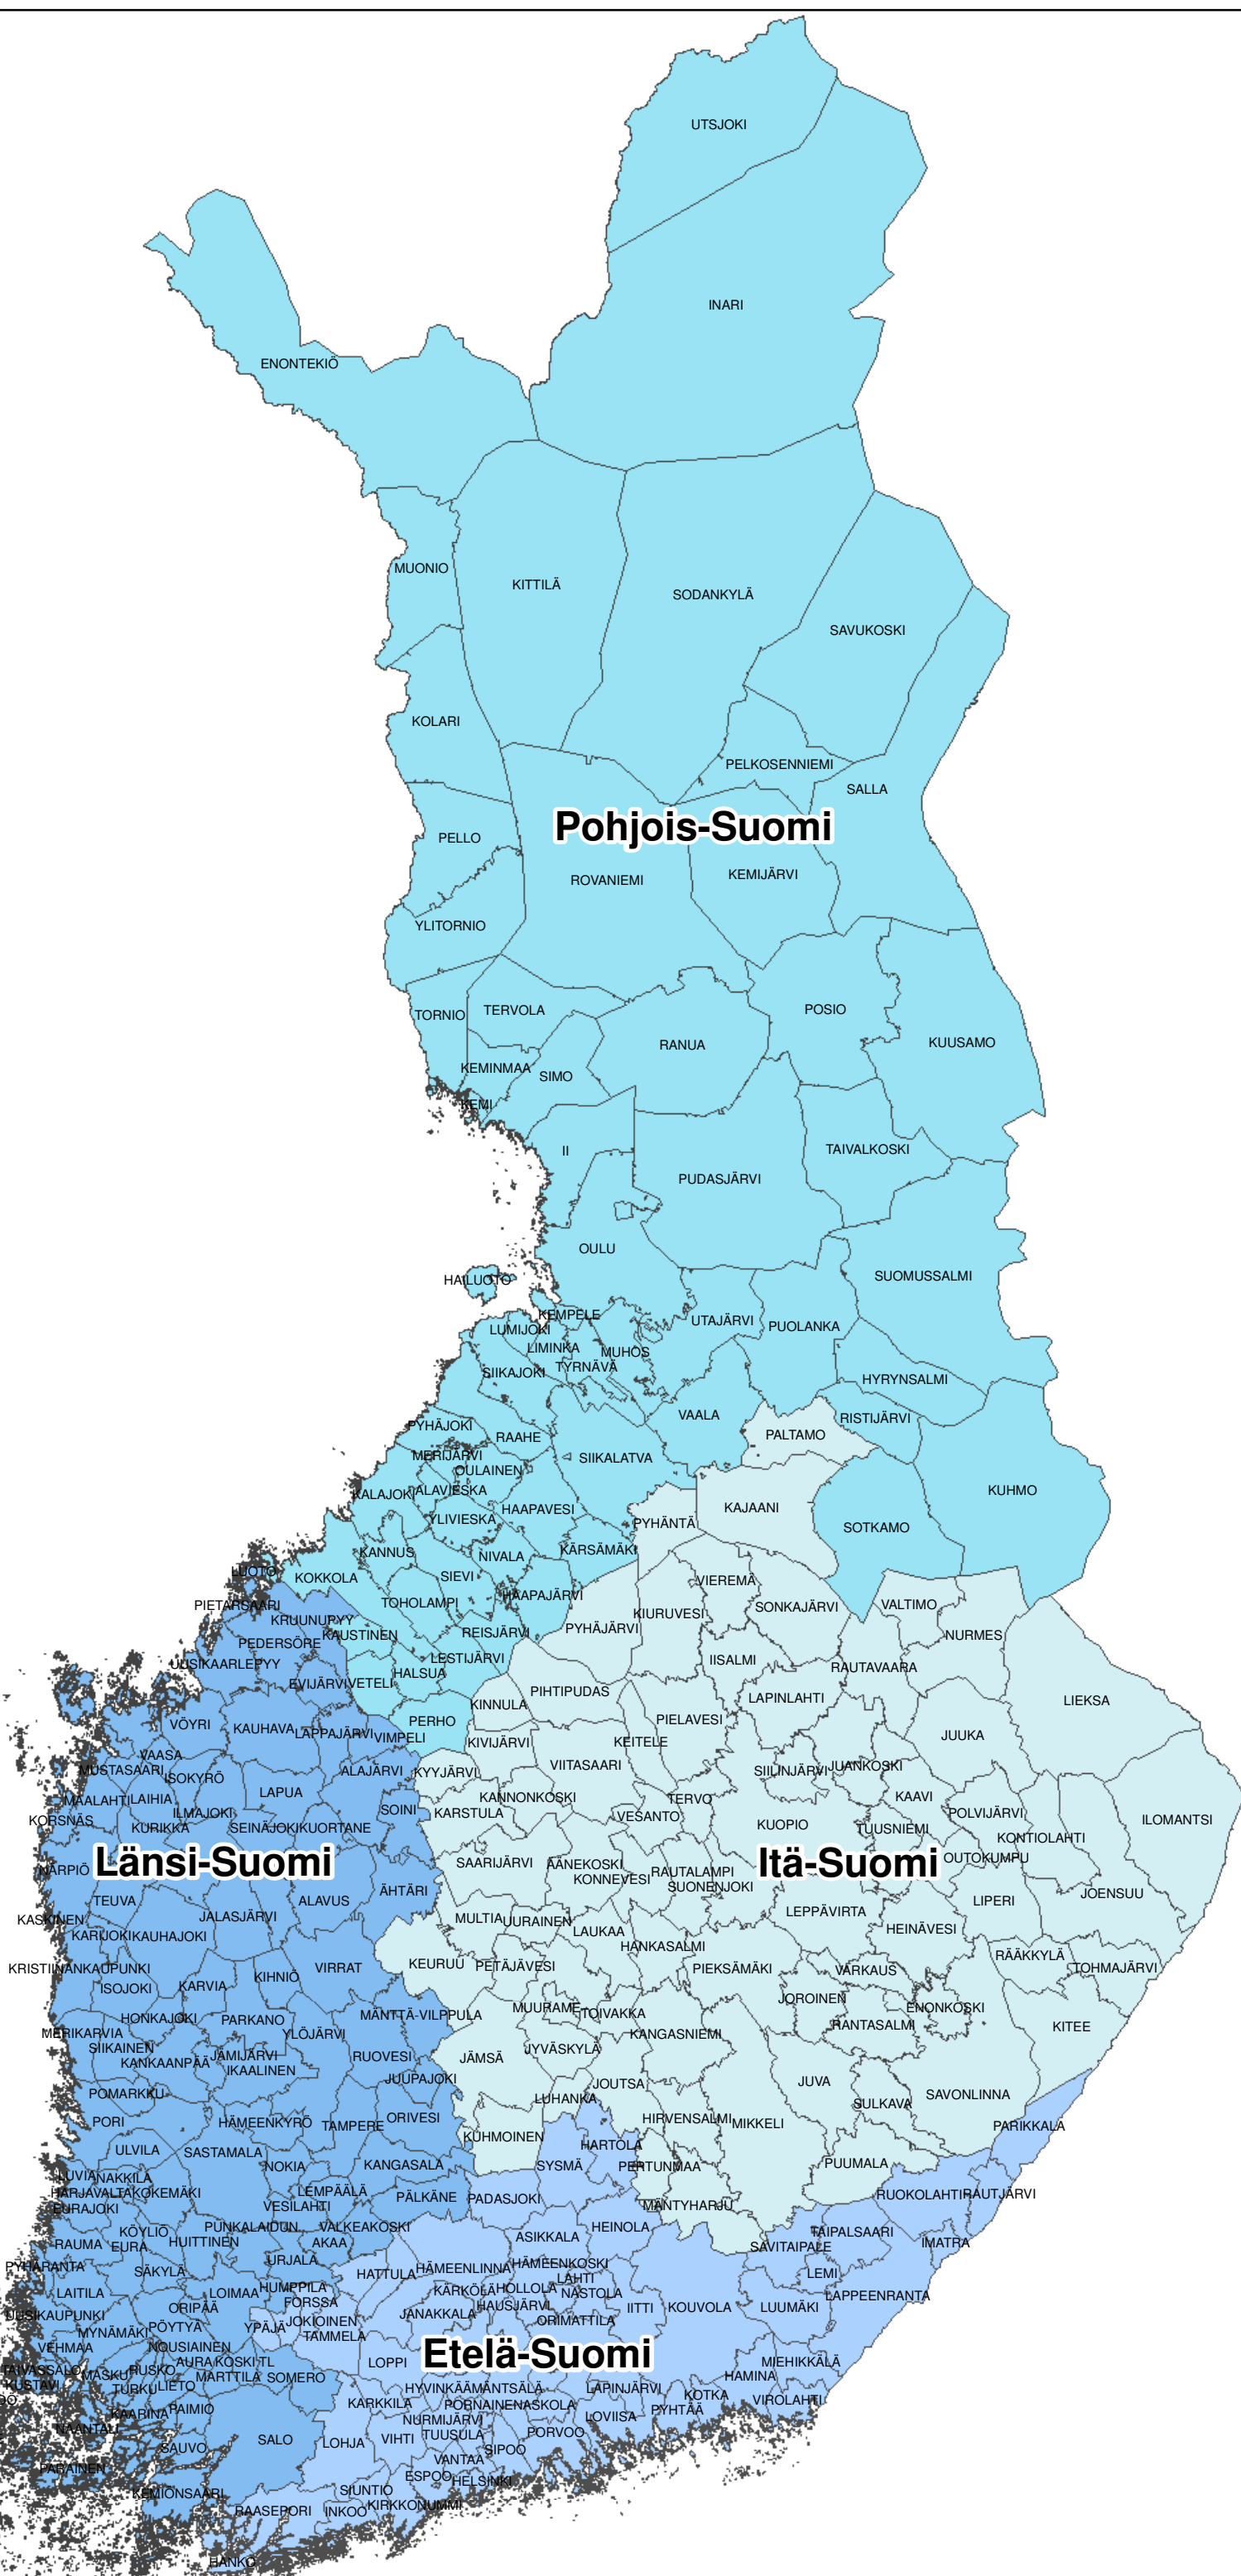 UTSJOKI
INARI
ENONTEKIÖ
MUONIO
KITTILÄ
SODANKYLÄ
SAVUKOSKI
KOLARI
PELKOSENNIEMI
SALLA
Pohjois-Suomi
PELLO
KEMIJÄRVI
ROVANIEMI
YLITORNIO
TORNIO
TERVOLA
POSIO
RANUA
KUUSAMO
KEMINMAA
SIMO
KEMI
II
TAIVALKOSKI
PUDASJÄRVI
OULU
SUOMUSSALMI
HAILUOTO
KEMPELE
LUMIJOKI
UTAJÄRVI
PUOLANKA
LIMINKA
MUHOS
TYRNÄVÄ
SIIKAJOKI
HYRYNSALMI
VAALA
RISTIJÄRVI
PYHÄJOKI
RAAHE
PALTAMO
MERIJÄRVI
SIIKALATVA
OULAINEN
KALAJOKI
ALAVIESKA
KUHMO
HAAPAVESI
KAJAANI
YLIVIESKA
PYHÄNTÄ
SOTKAMO
KANNUS
NIVALA
KÄRSÄMÄKI
LUOTO
KOKKOLA
SIEVI
VIEREMÄ
HAAPAJÄRVI
PIETARSAARI
TOHOLAMPI
SONKAJÄRVI
VALTIMO
KRUUNUPYY
KIURUVESI
KAUSTINEN
REISJÄRVI
PYHÄJÄRVI
NURMES
PEDERSÖRE
LESTIJÄRVI
IISALMI
UUSIKAARLEPYY
HALSUA
RAUTAVAARA
EVIJÄRVI
VETELI
PIHTIPUDAS
LAPINLAHTI
LIEKSA
KINNULA
VÖYRI
KAUHAVA
LAPPAJÄRVI
VIMPELI
PERHO
PIELAVESI
KIVIJÄRVI
KEITELE
JUUKA
VAASA
MUSTASAARI
ISOKYRÖ
ALAJÄRVI
KYYJÄRVI
VIITASAARI
SIILINJÄRVI
JUANKOSKI
LAPUA
MAALAHTI
LAIHIA
KANNONKOSKI
TERVO
KAAVI
KORSNÄS
ILMAJOKI
SOINI
KARSTULA
VESANTO
POLVIJÄRVI
ILOMANTSI
KURIKKA
SEINÄJOKI
KUORTANE
KUOPIO
TUUSNIEMI
KONTIOLAHTI
NÄRPIÖ
Länsi-Suomi
SAARIJÄRVI
ÄÄNEKOSKI
Itä-Suomi
OUTOKUMPU
KONNEVESI
RAUTALAMPI
SUONENJOKI
TEUVA
ALAVUS
ÄHTÄRI
LIPERI
JOENSUU
KASKINEN
JALASJÄRVI
MULTIA
UURAINEN
LEPPÄVIRTA
KARIJOKI
KAUHAJOKI
LAUKAA
HEINÄVESI
HANKASALMI
RÄÄKKYLÄ
KRISTIINANKAUPUNKI
VIRRAT
KEURUU
PETÄJÄVESI
PIEKSÄMÄKI
VARKAUS
TOHMAJÄRVI
ISOJOKI
KARVIA
KIHNIÖ
JOROINEN
ENONKOSKI
HONKAJOKI
PARKANO
MÄNTTÄ-VILPPULA
MUURAME
TOIVAKKA
RANTASALMI
KITEE
MERIKARVIA
YLÖJÄRVI
KANGASNIEMI
SIIKAINEN
JÄMIJÄRVI
RUOVESI
JÄMSÄ
JYVÄSKYLÄ
KANKAANPÄÄ
IKAALINEN
JUUPAJOKI
JOUTSA
JUVA
POMARKKU
LUHANKA
SULKAVA
SAVONLINNA
PORI
HÄMEENKYRÖ
TAMPERE
ORIVESI
HIRVENSALMI
MIKKELI
PARIKKALA
KUHMOINEN
ULVILA
SASTAMALA
HARTOLA
NOKIA
KANGASALA
SYSMÄ
PERTUNMAA
PUUMALA
LUVIA
NAKKILA
HARJAVALTA
KOKEMÄKI
LEMPÄÄLÄ
PÄLKÄNE
PADASJOKI
MÄNTYHARJU
RUOKOLAHTI
RAUTJÄRVI
EURAJOKI
VESILAHTI
KÖYLIÖ
PUNKALAIDUN
VALKEAKOSKI
HEINOLA
TAIPALSAARI
RAUMA
EURA
HUITTINEN
AKAA
ASIKKALA
SAVITAIPALE
IMATRA
PYHÄRANTA
SÄKYLÄ
URJALA
HATTULA
HÄMEENLINNA
HÄMEENKOSKI
LAHTI
LEMI
LAITILA
LOIMAA
HUMPPILA
KÄRKÖLÄ
HOLLOLA
NASTOLA
LAPPEENRANTA
UUSIKAUPUNKI
ORIPÄÄ
FORSSA
JANAKKALA
HAUSJÄRVI
IITTI
KOUVOLA
LUUMÄKI
MYNÄMÄKI
PÖYTYÄ
YPÄJÄ
JOKIOINEN
ORIMATTILA
VEHMAA
NOUSIAINEN
TAMMELA
TAIVASSALO
MASKU
RUSKO
AURA
KOSKI TL
LOPPI
Etelä-Suomi
MIEHIKKÄLÄ
KUSTAVI
TURKU
LIETO
MARTTILA
SOMERO
HAMINA
HYVINKÄÄ
MÄNTSÄLÄ
LAPINJÄRVI
KOTKA
VIROLAHTI
KAARINA
PAIMIO
KARKKILA
PORNAINEN
ASKOLA
LOVIISA
PYHTÄÄ
NAANTALI
NURMIJÄRVI
SAUVO
SALO
LOHJA
VIHTI
TUUSULA
PORVOO
SIPOO
PARAINEN
VANTAA
ESPOO
HELSINKI
KEMIÖNSAARI
SIUNTIO
RAASEPORI
INKOO
KIRKKONUMMI
HANKO